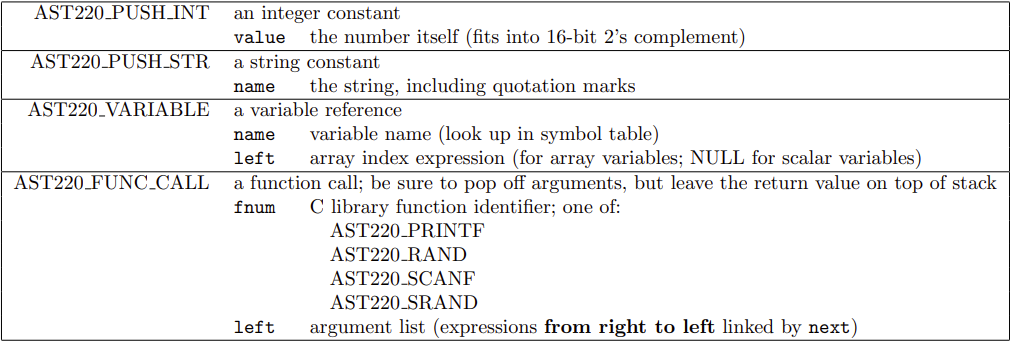 AST220_PUSH_INT an integer constant
value the number itself (fits into 16-bit 2's complement)
AST220_PUSH_STR a string constant
name the string, including quotation marks
AST220_VARIABLE a variable reference
name variable name (look up in symbol table)
left array index expression (for array variables; NULL for scalar variables)
AST220_FUNC_CALL a function call; be sure to pop off arguments, but leave the return value on top of stack
fnum C library function identifier; one of:
AST220_PRINTF
AST220_RAND
AST220_SCANF
AST220_SRAND
left argument list (expressions from right to left linked by next)